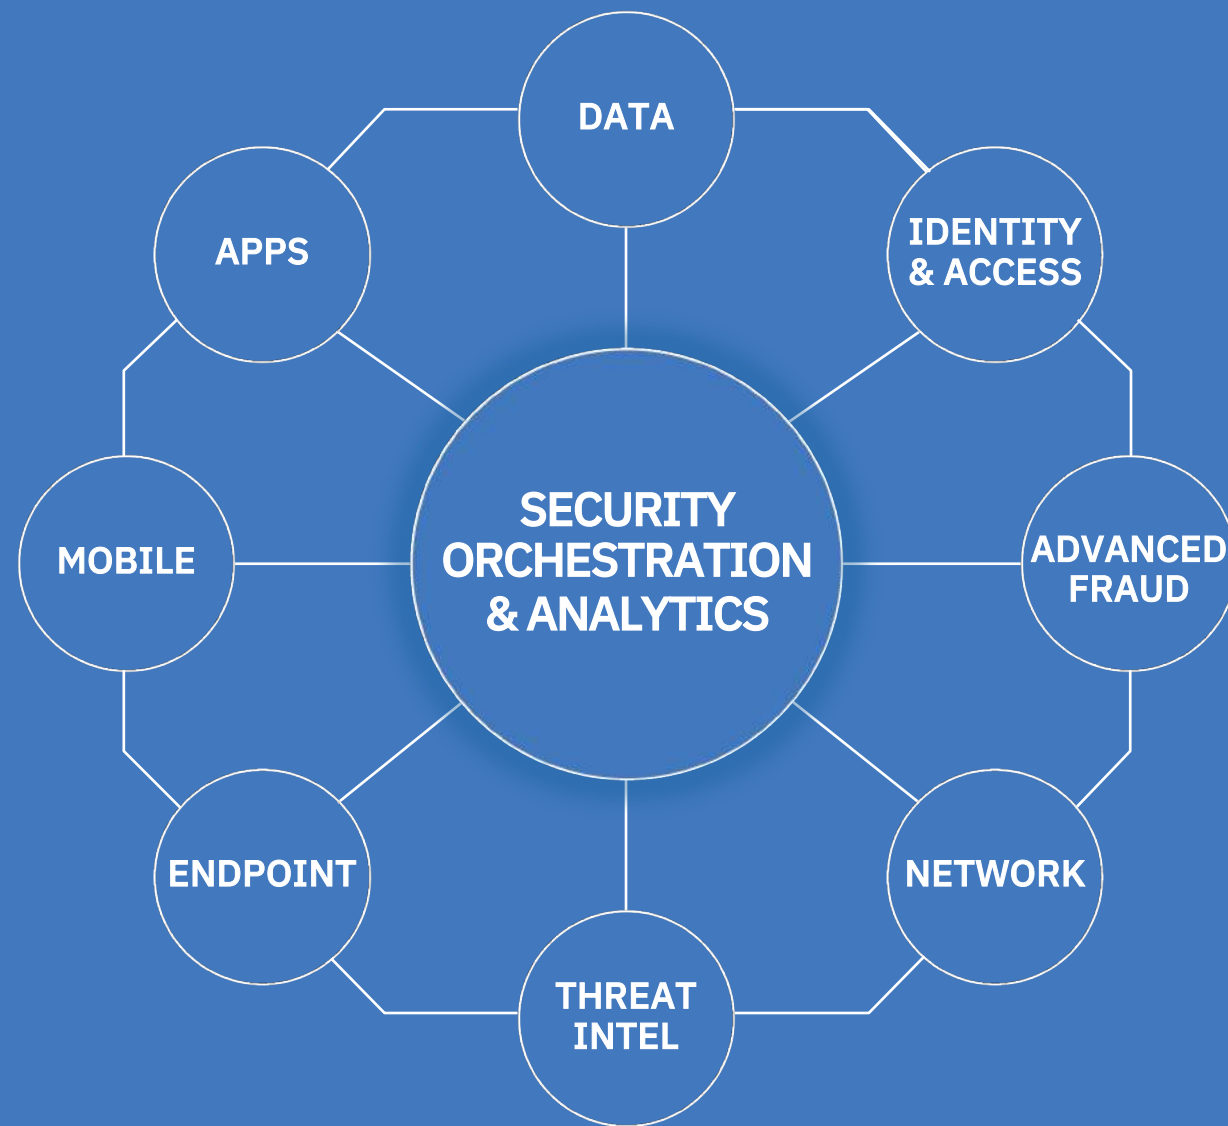 DATA
APPS
IDENTITY
& ACCESS
SECURITY
ORCHESTRATION
& ANALYTICS
MOBILE
ADVANCED
FRAUD
ENDPOINT
NETWORK
THREAT
INTEL